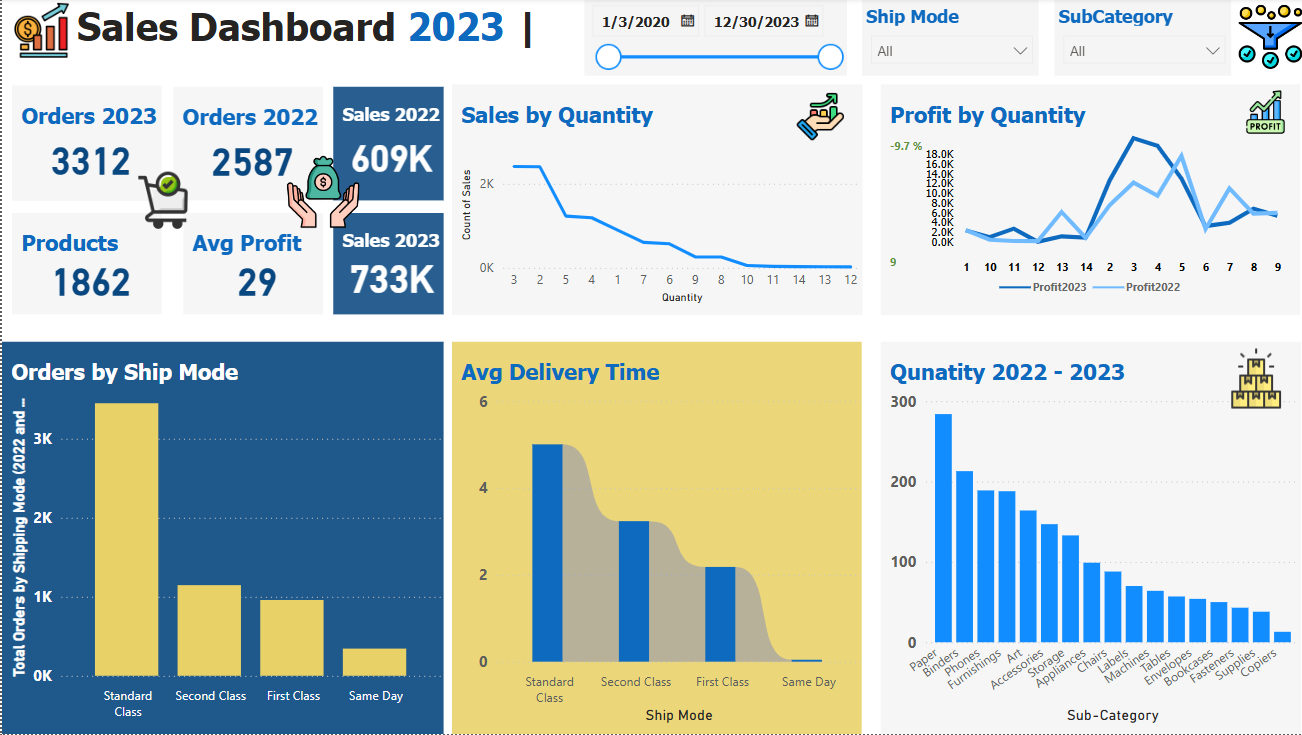 Sales Dashboard 2023 |
1/3/2020
12/30/2023
Ship Mode
All
SubCategory
All
Orders 2023
3312
Orders 2022
2587
Sales 2022
609K
Products
1862
Avg Profit
29
Sales 2023
733K
Sales by Quantity
Count of Sales
2K
0K
3 2 5 4 1 7 6 9 8 10 11 14 13 12
Quantity
Profit by Quantity
PROFIT
-9.7 %
9
18.0K
16.0K
14.0K
12.0K
10.0K
8.0K
6.0K
4.0K
2.0K
0.0K
1 10 11 12 13 14 2 3 4 5 6 7 8 9
Profit2023 Profit2022
Orders by Ship Mode
Total Orders by Shipping Mode (2022 and ...
3K
2K
1K
0K
Standard Class
Second Class
First Class
Same Day
Avg Delivery Time
6
4
2
0
Standard Class
Second Class
First Class
Same Day
Ship Mode
Qunatity 2022 - 2023
300
200
100
0
Paper
Binders
Phones
Furnishings
Art
Accessories
Storage
Appliances
Chairs
Labels
Machines
Tables
Envelopes
Bookcases
Fasteners
Supplies
Copiers
Sub-Category